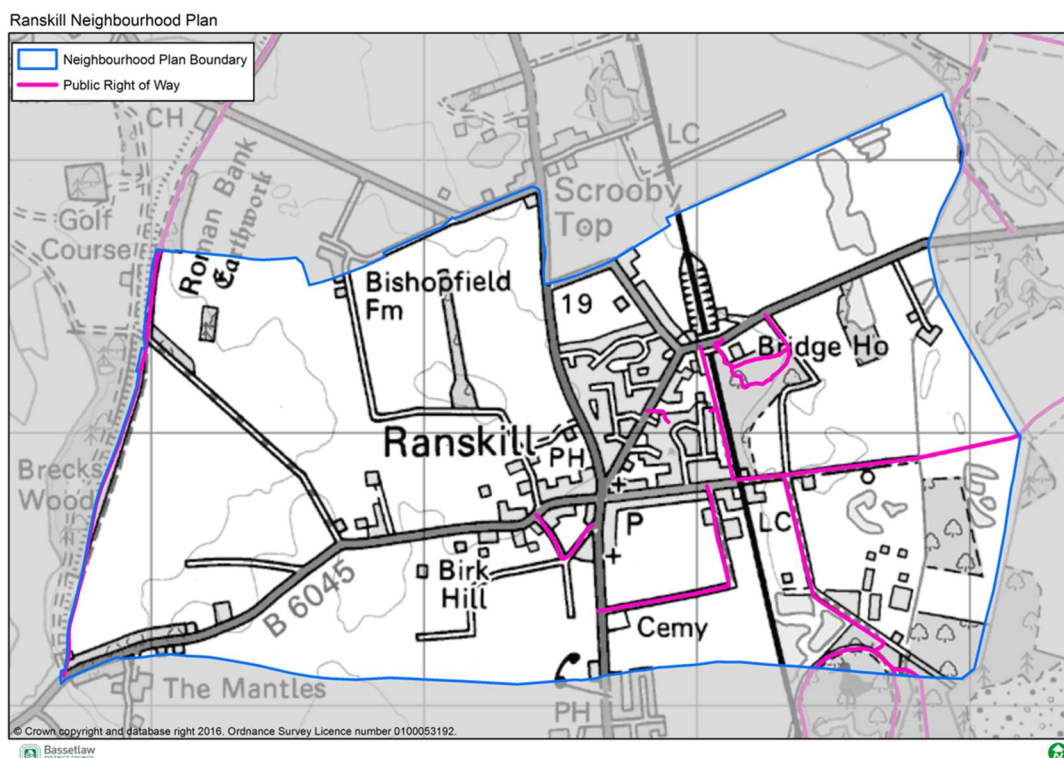 Ranskill Neighbourhood Plan
Neighbourhood Plan Boundary
Public Right of Way
CH
LC
Roman Bank
Earthwork
Golf
Course
Scrooby
Top
Bishopfield
Fm
19
Bridge Ho
Ranskill
PH
Brecks
Wood
P
LC
Birk
Hill
B 6045
Cemy
The Mantles
PH
© Crown copyright and database right 2016. Ordnance Survey Licence number 0100053192.
Bassetlaw
DISTRICT COUNCIL
N